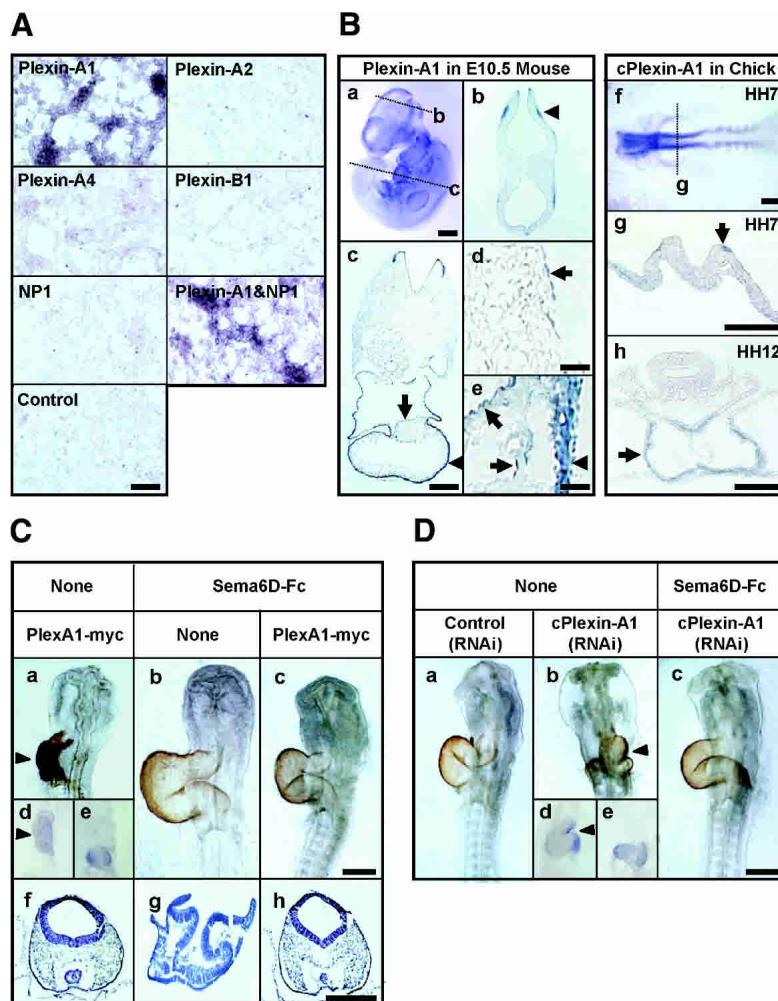 A
Plexin-A1
Plexin-A2
Plexin-A4
Plexin-B1
NP1
Plexin-A1&NP1
Control
B
Plexin-A1 in E10.5 Mouse
a
b
c
b
c
d
e
cPlexin-A1 in Chick
f
HH7
g
g
HH7
h
HH12
C
None
Sema6D-Fc
PlexA1-myc
None
PlexA1-myc
a
b
c
d
e
f
g
h
D
None
Sema6D-Fc
Control
(RNAi)
cPlexin-A1
(RNAi)
cPlexin-A1
(RNAi)
a
b
c
d
e